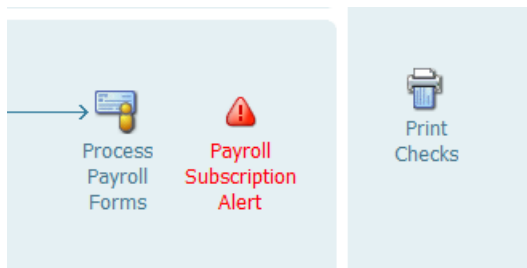 Process
Payroll
Forms
Payroll
Subscription
Alert
Print
Checks